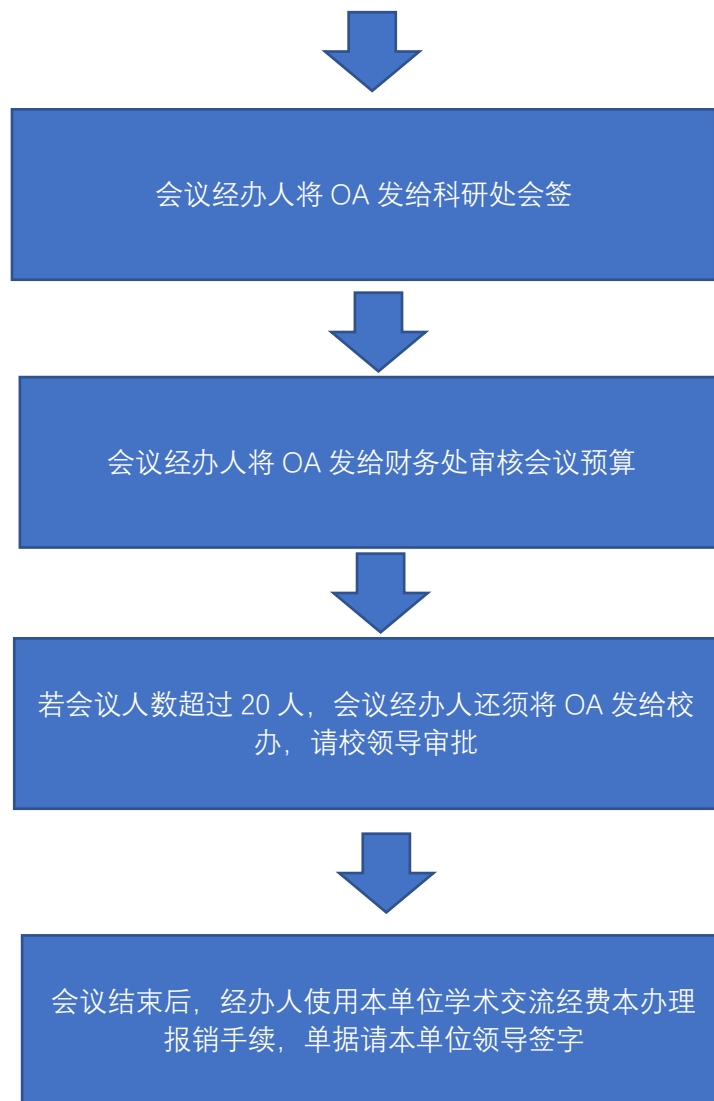 会议经办人将 OA 发给科研处会签
会议经办人将 OA 发给财务处审核会议预算
若会议人数超过 20 人，会议经办人还须将 OA 发给校
办，请校领导审批
会议结束后，经办人使用本单位学术交流经费本办理
报销手续，单据请本单位领导签字